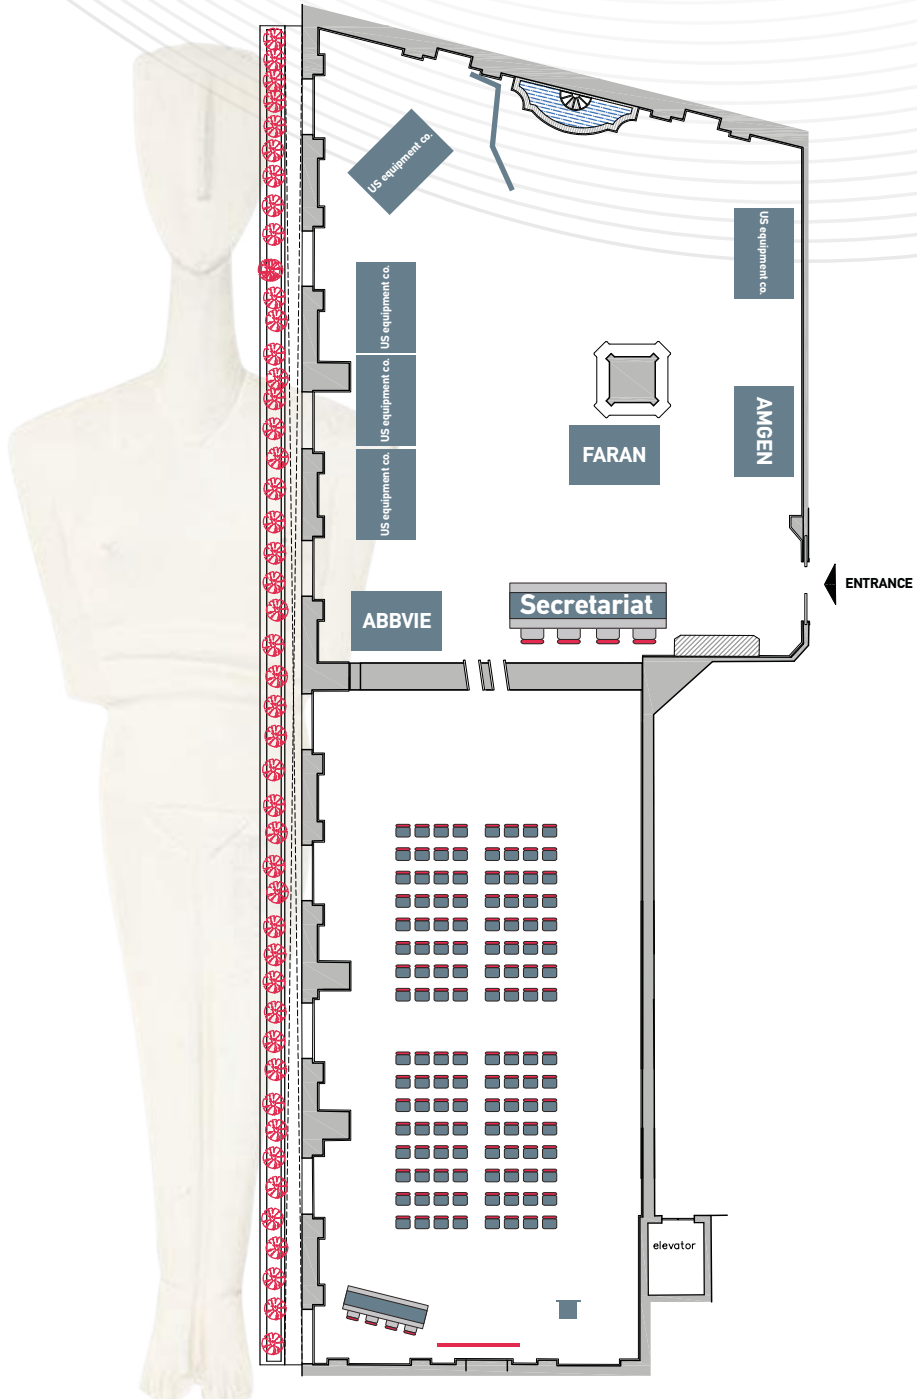 US equipment co.
US equipment co.
US equipment co.
US equipment co.
US equipment co.
AMGEN
FARAN
ENTRANCE
Secretariat
ABBVIE
elevator